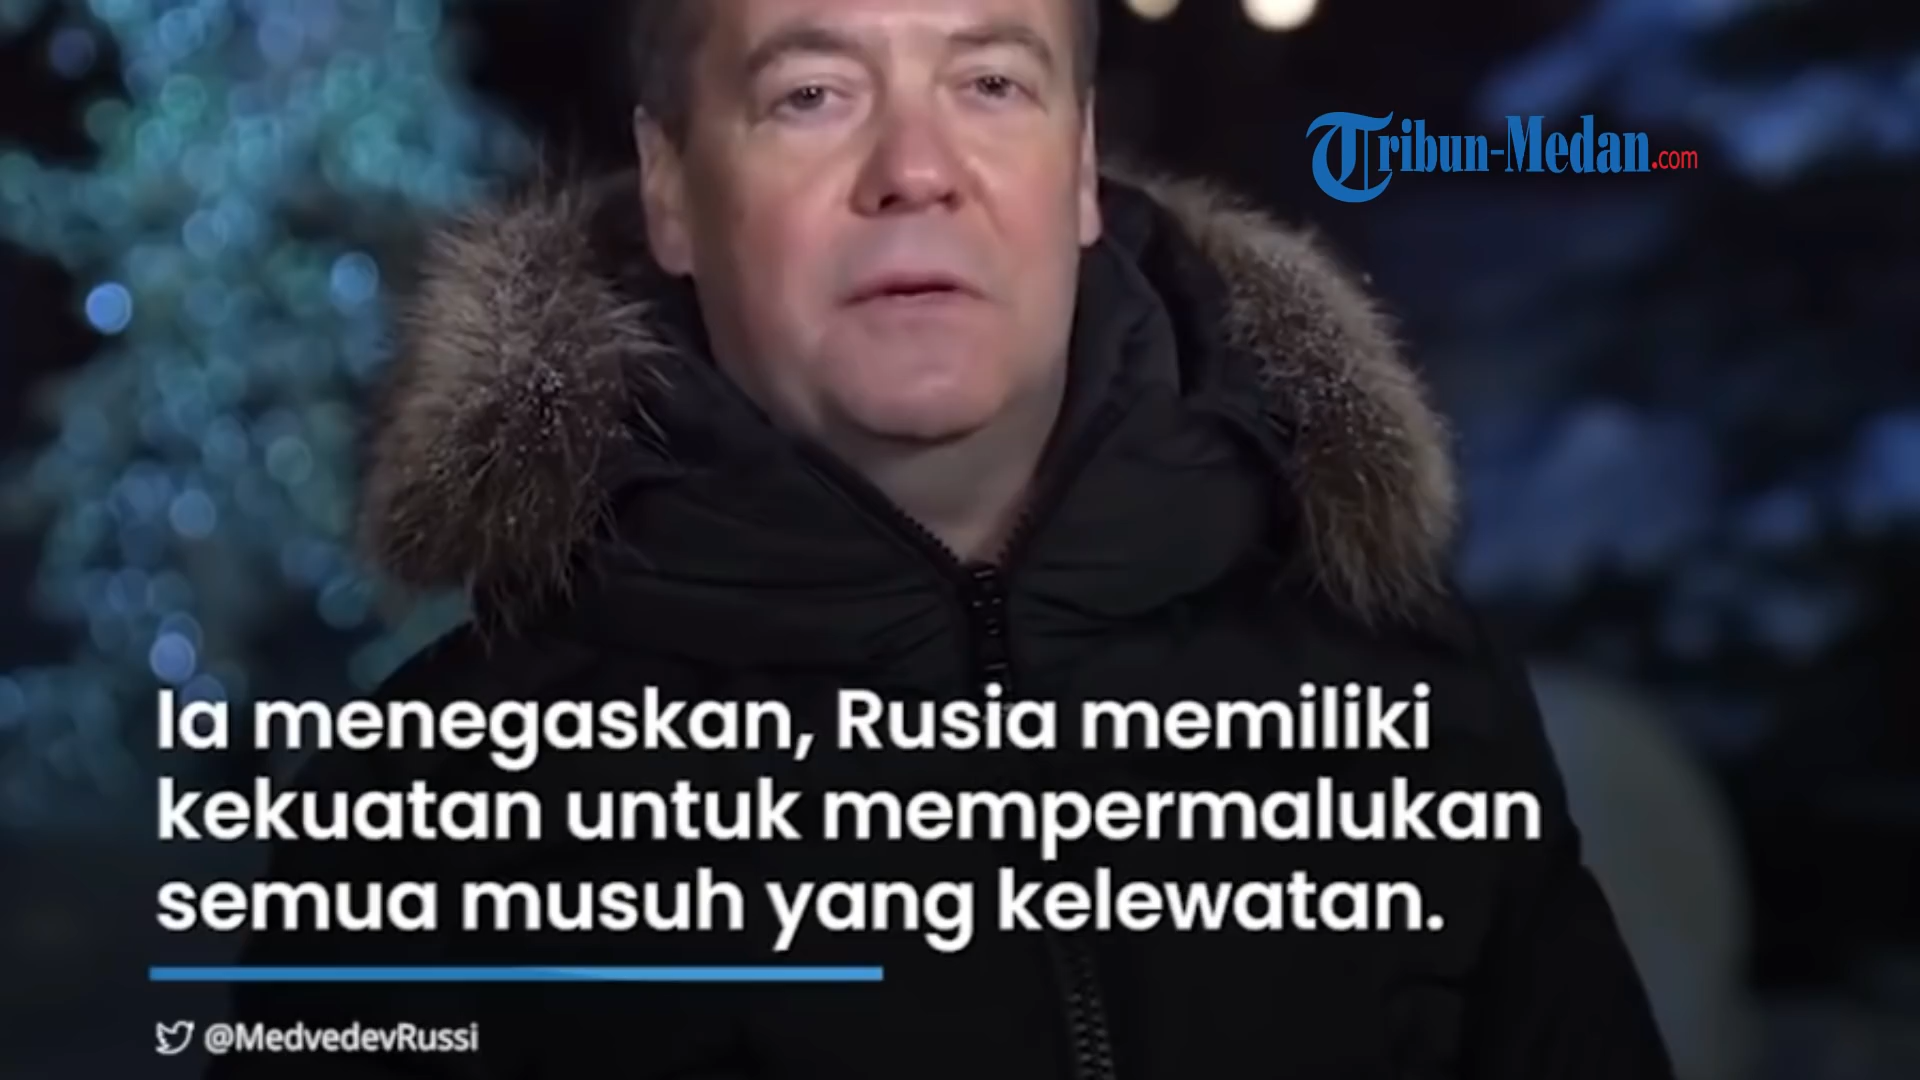 Tribun-Medan.com
Ia menegaskan, Rusia memiliki
kekuatan untuk mempermalukan
semua musuh yang kelewatan.
@MedvedevRussi